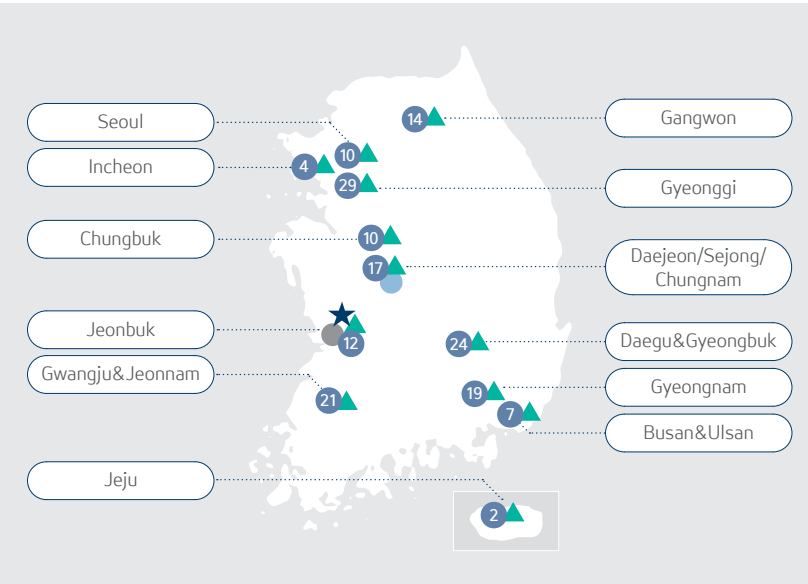 Seoul
Incheon
Chungbuk
Jeonbuk
Gwangju&Jeonnam
Jeju
14
10
4
29
10
17
12
24
19
21
7
2
Gangwon
Gyeonggi
Daejeon/Sejong/
Chungnam
Daegu&Gyeongbuk
Gyeongnam
Busan&Ulsan